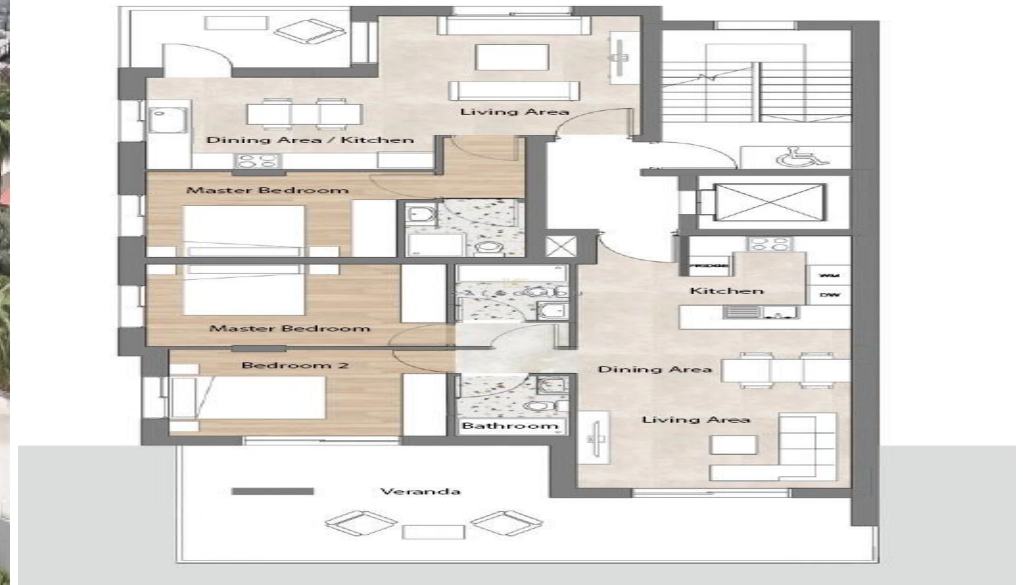 Living Area
Dining Area / Kitchen
Master Bedroom
FRIDGE
WM
Kitchen
DW
Master Bedroom
Bedroom 2
Dining Area
Living Area
Bathroom
Veranda